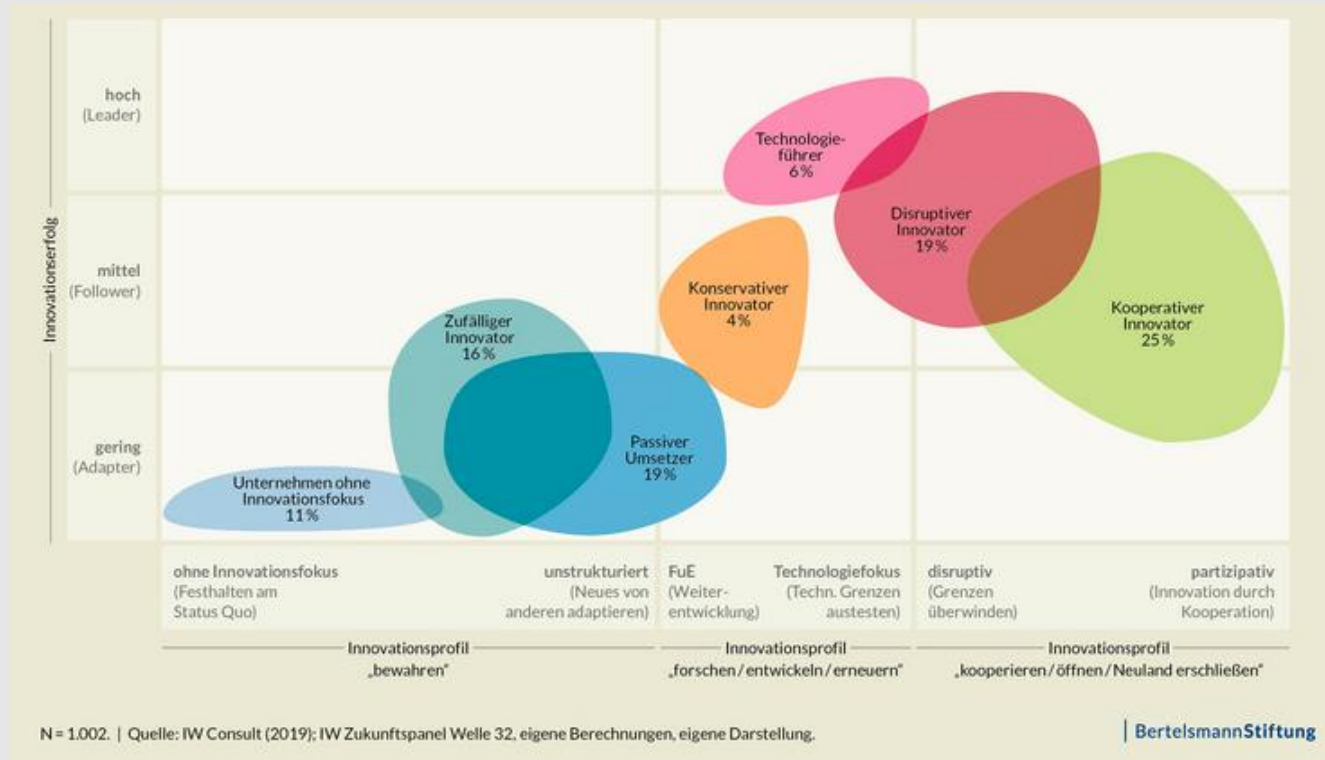 hoch
(Leader)
Innovationserfolg
mittel
(Follower)
gering
(Adapter)
Technologie-
führer
6 %
Disruptiver
Innovator
19 %
Konservativer
Innovator
4 %
Kooperativer
Innovator
25 %
Zufälliger
Innovator
16 %
Passiver
Umsetzer
19 %
Unternehmen ohne
Innovationsfokus
11 %
ohne Innovationsfokus
(Festhalten am
Status Quo)
unstrukturiert
(Neues von
anderen adaptieren)
FuE
(Weiter-
entwicklung)
Technologiefokus
(Techn. Grenzen
austesten)
disruptiv
(Grenzen
überwinden)
partizipativ
(Innovation durch
Kooperation)
Innovationsprofil
„bewahren“
Innovationsprofil
„forschen / entwickeln / erneuern“
Innovationsprofil
„kooperieren / öffnen / Neuland erschließen“
N = 1.002. | Quelle: IW Consult (2019); IW Zukunftspanel Welle 32, eigene Berechnungen, eigene Darstellung.
BertelsmannStiftung